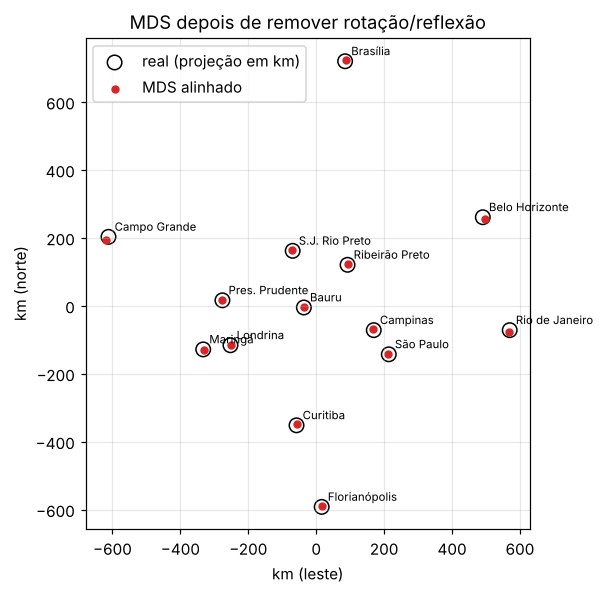 MDS depois de remover rotação/reflexão
real (projeção em km)
MDS alinhado
Brasília
Belo Horizonte
Campo Grande
S.J. Rio Preto
Ribeirão Preto
Pres. Prudente
Bauru
Campinas
Rio de Janeiro
Maringá
Londrina
São Paulo
Curitiba
Florianópolis
600
400
200
0
−200
−400
−600
km (norte)
−600 −400 −200 0 200 400 600
km (leste)